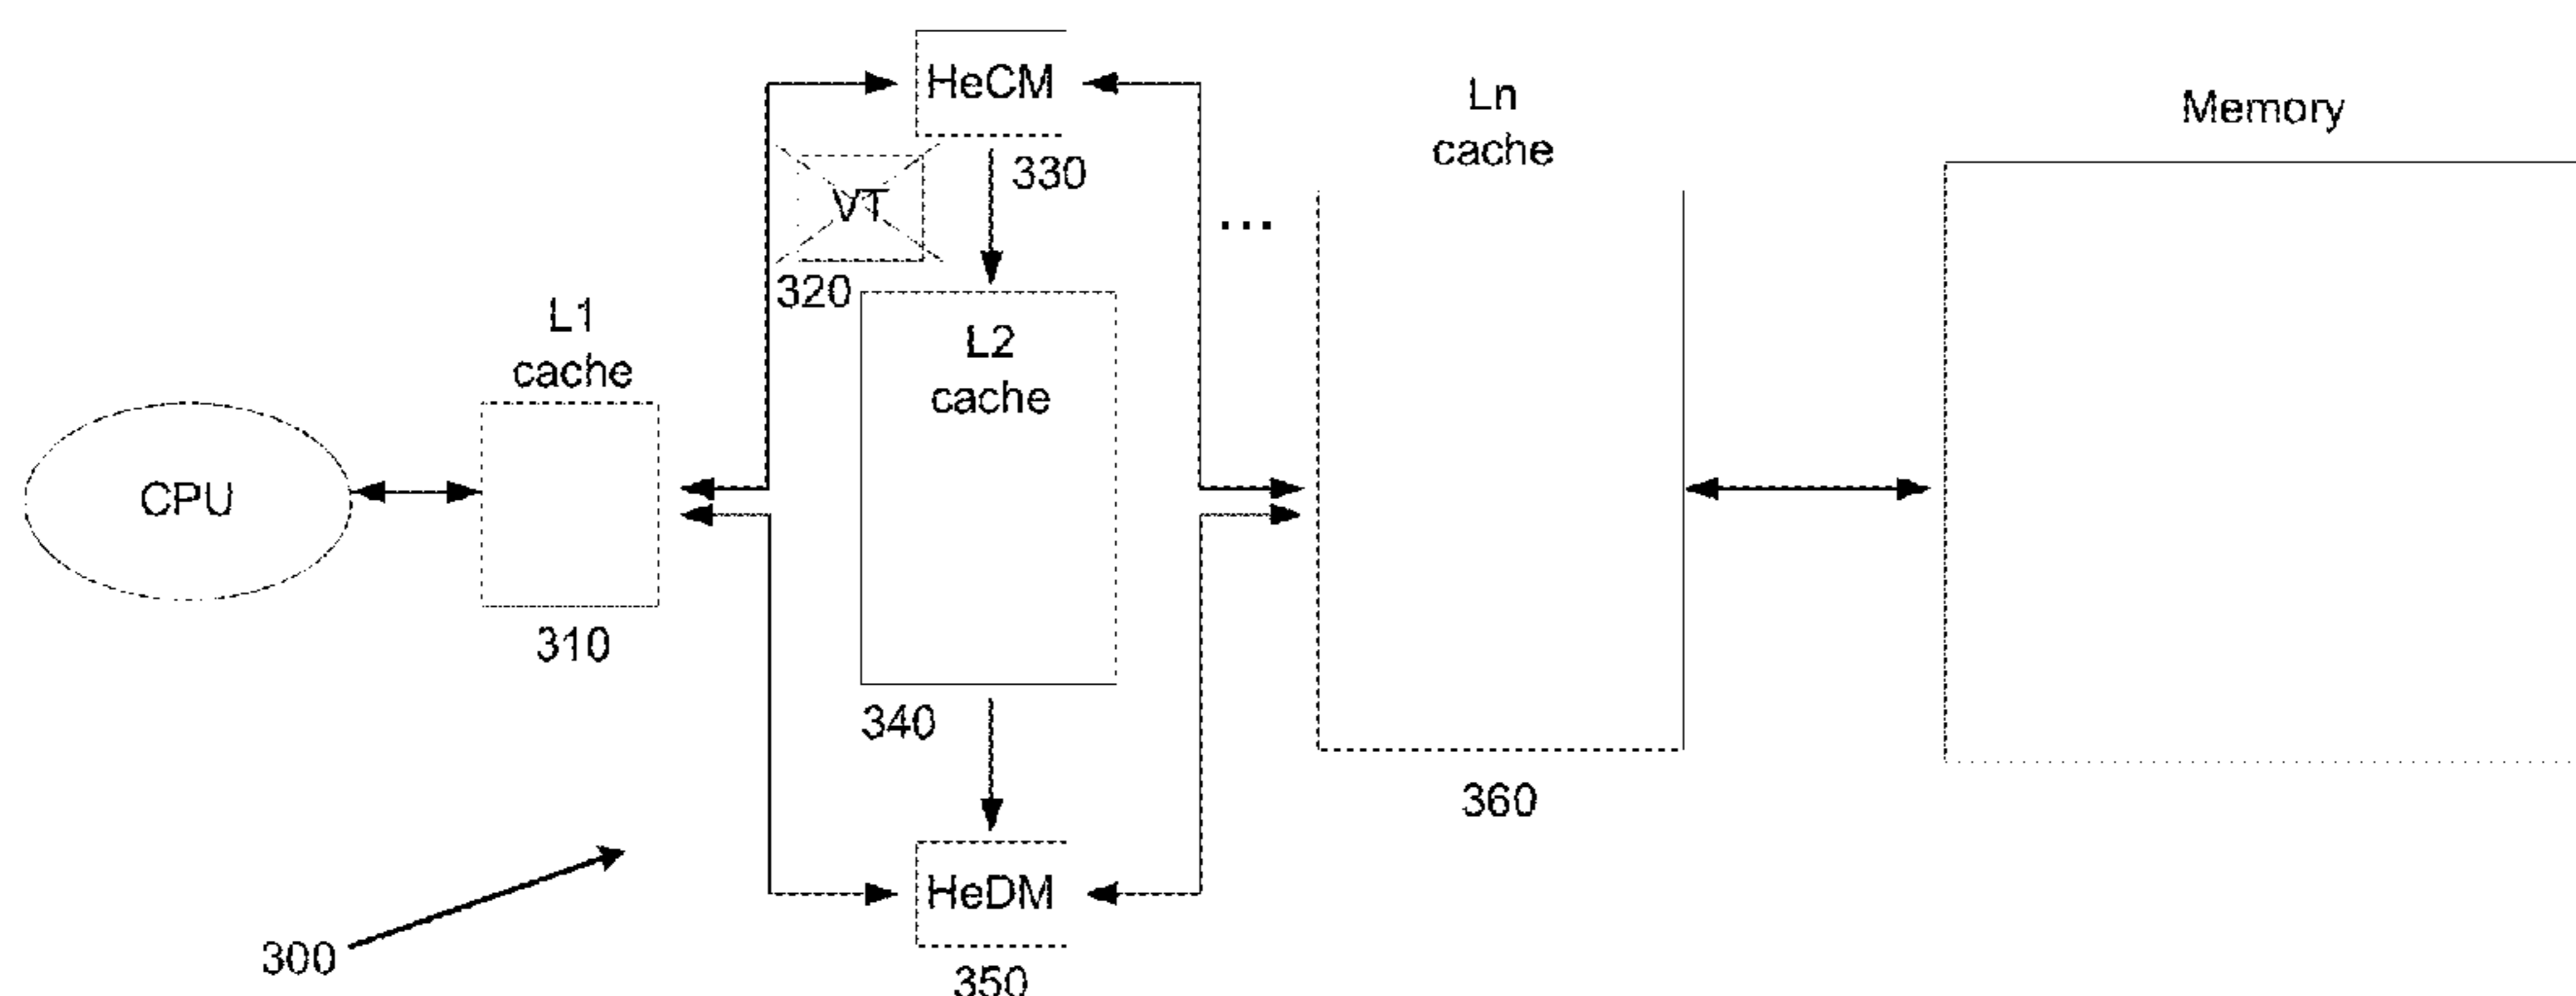 HeCM
330
VT
320
Ln
cache
...
Memory
L1
cache
L2
cache
CPU
310
340
360
HeDM
350
300